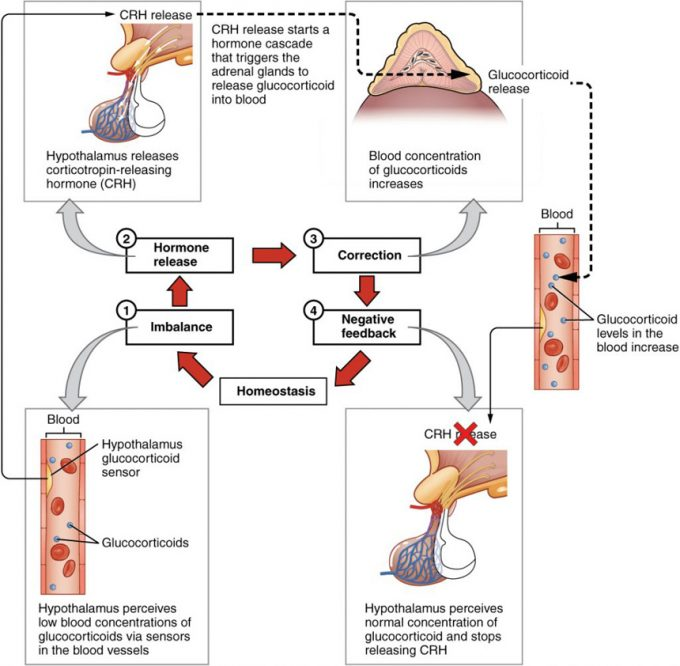 CRH release
CRH release starts a
hormone cascade
that triggers the
adrenal glands to
release glucocorticoid
into blood
Glucocorticoid
release
Hypothalamus releases
corticotropin-releasing
hormone (CRH)
Blood concentration
of glucocorticoids
increases
2
Hormone
release
3
Correction
1
Imbalance
4
Negative
feedback
Homeostasis
Blood
Glucocorticoid
levels in the
blood increase
Blood
Hypothalamus
glucocorticoid
sensor
Glucocorticoids
Hypothalamus perceives
low blood concentrations of
glucocorticoids via sensors
in the blood vessels
CRH release
Hypothalamus perceives
normal concentration of
glucocorticoid and stops
releasing CRH